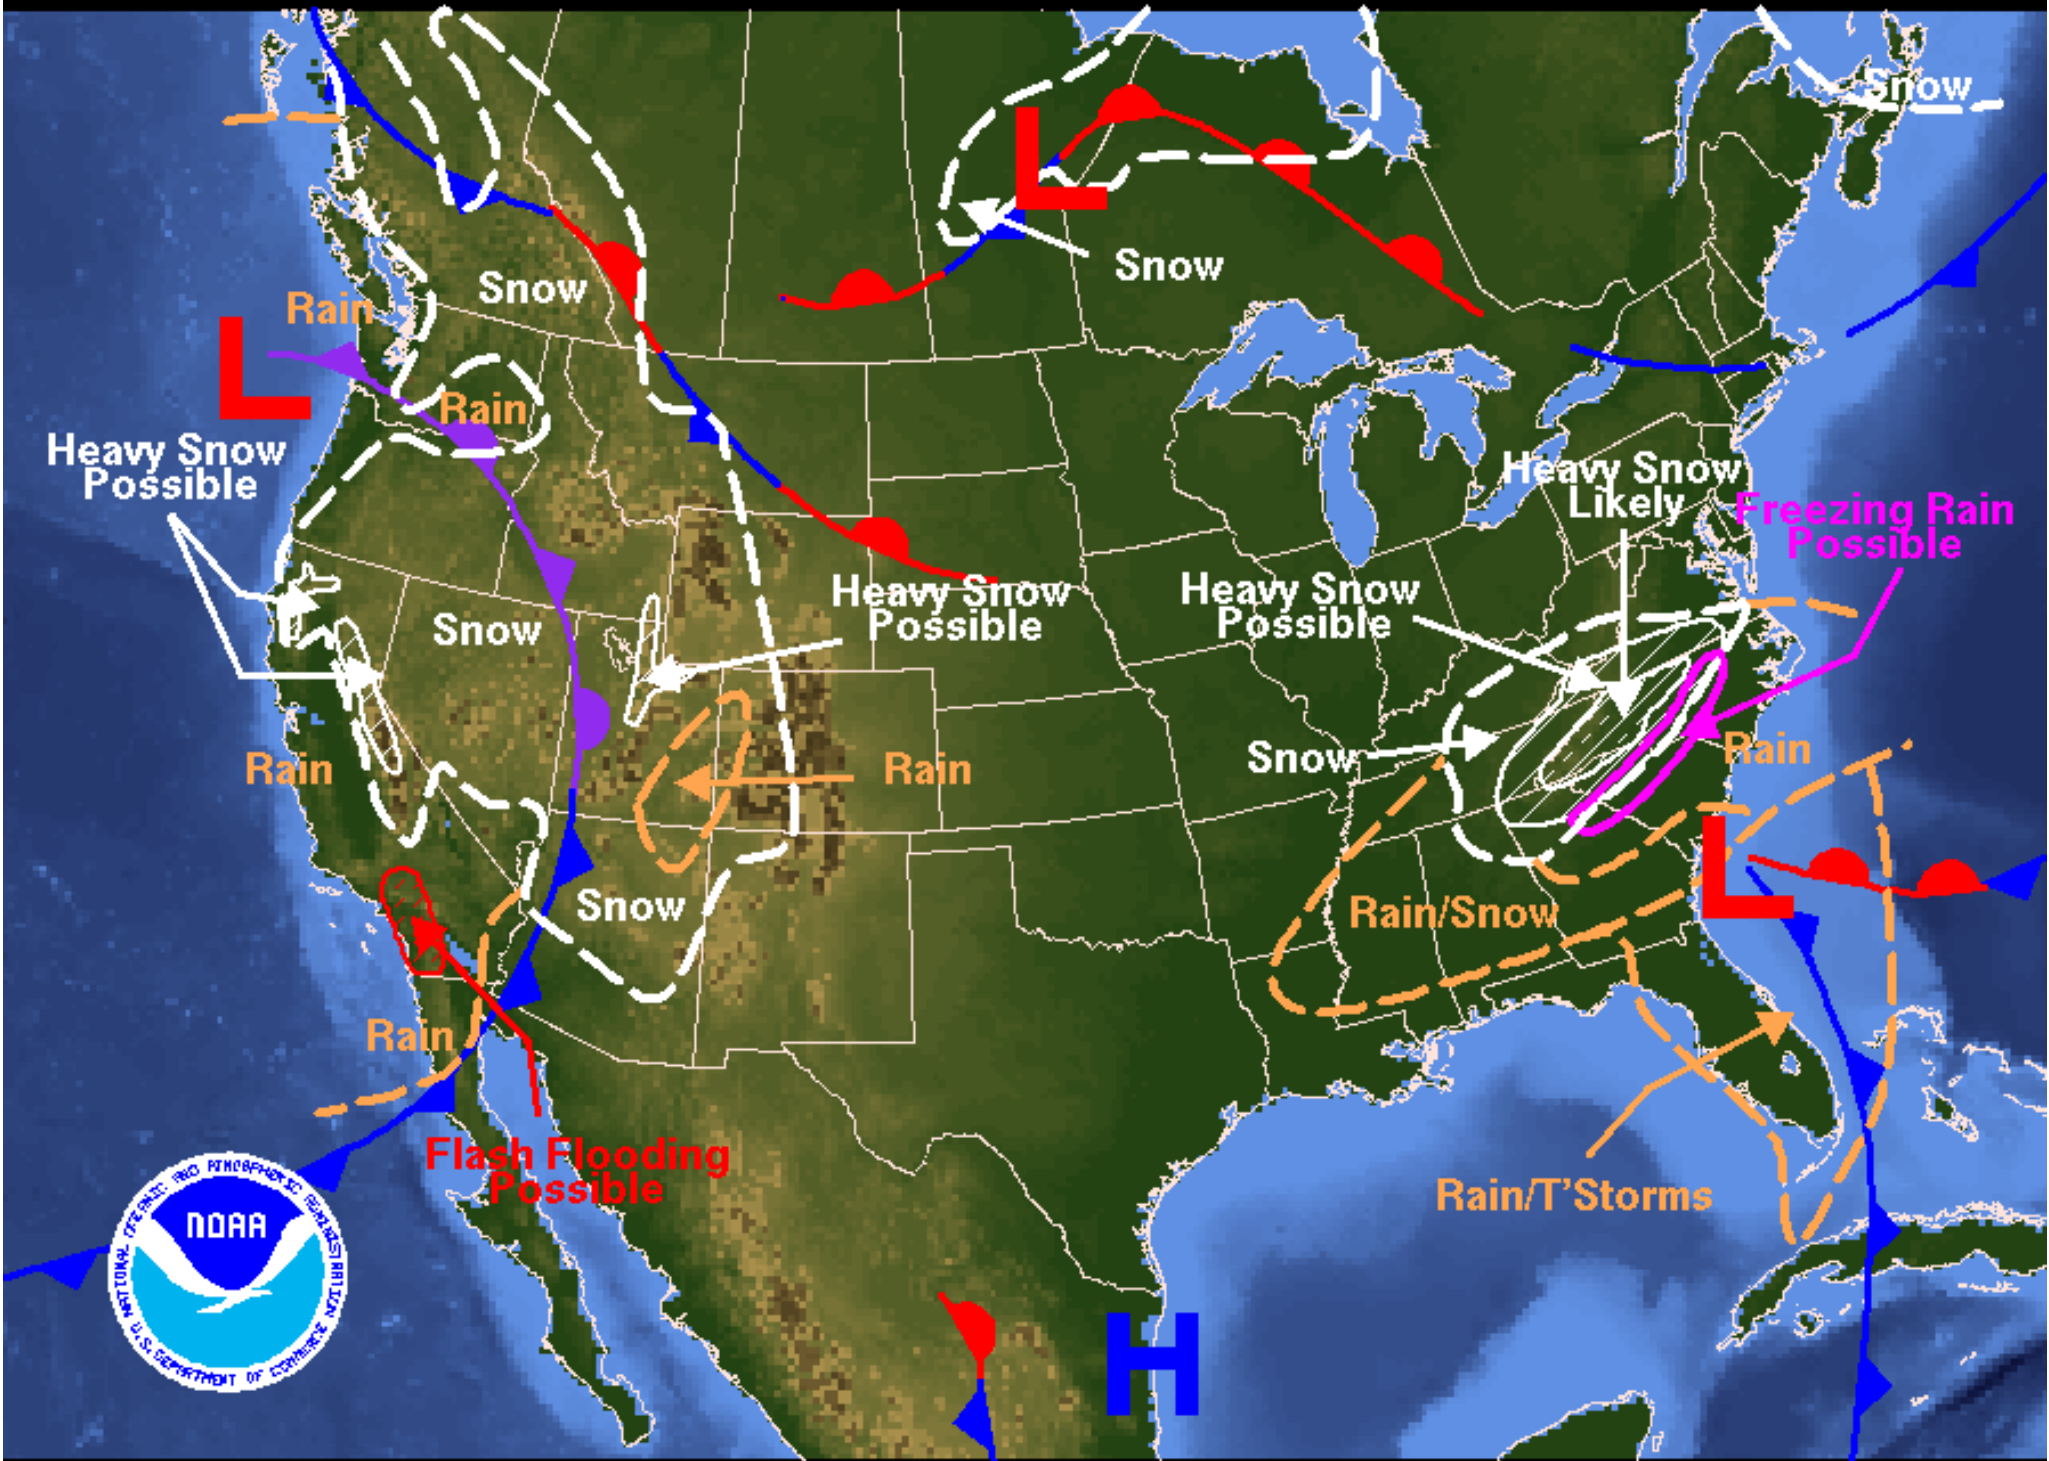 Snow
L
Snow
Snow
Rain
L
Rain
Heavy Snow
Possible
Heavy Snow
Likely
Freezing Rain
Possible
Heavy Snow
Possible
Heavy Snow
Possible
Snow
Snow
Rain
Rain
Rain
L
Snow
Rain/Snow
Rain
Flash Flooding
Possible
Rain/T'Storms
NATIONAL OCEANIC AND ATMOSPHERIC ADMINISTRATION
NOAA
U.S. DEPARTMENT OF COMMERCE
H